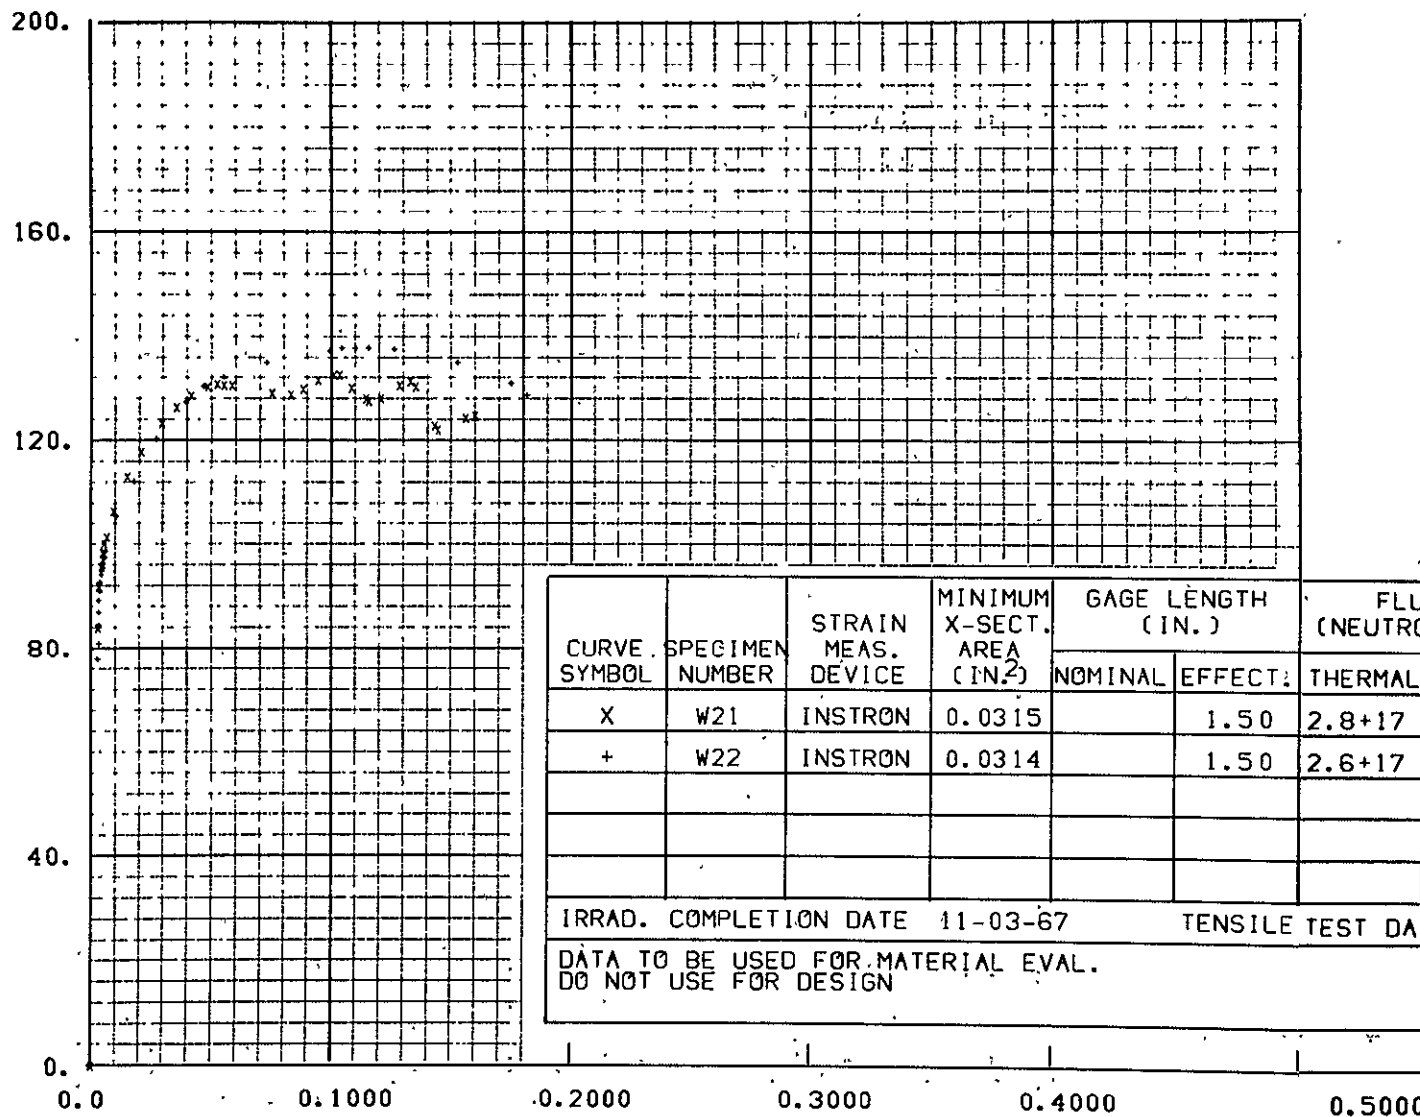 200.
160.
120.
80.
40.
0.
0.0 0.1000 0.2000 0.3000 0.4000 0.5000
CURVE SYMBOL SPECIMEN NUMBER STRAIN MEAS. DEVICE MINIMUM X-SECT. AREA (IN.2) GAGE LENGTH (IN.) FLU (NEUTRO
NOMINAL EFFECT. THERMAL
X W21 INSTRON 0.0315 1.50 2.8+17
+ W22 INSTRON 0.0314 1.50 2.6+17
IRRAD. COMPLETION DATE 11-03-67 TENSILE TEST DA
DATA TO BE USED FOR MATERIAL EVAL.
DO NOT USE FOR DESIGN